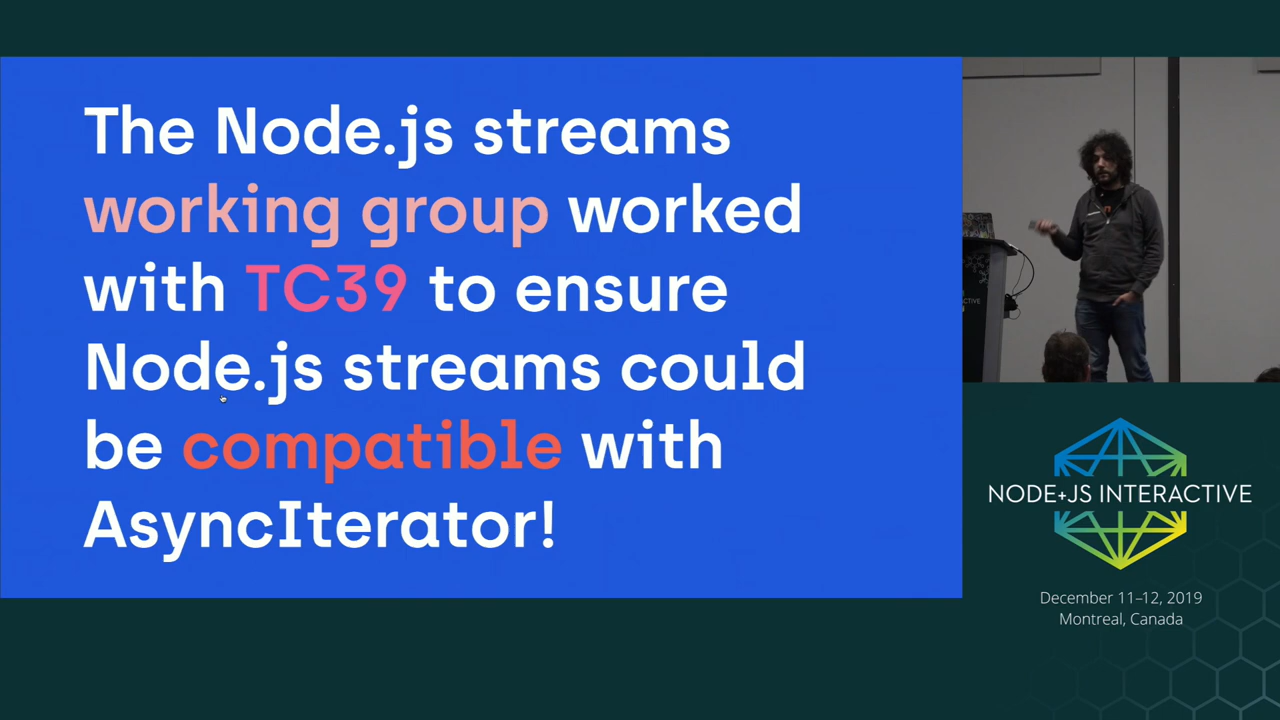 The Node.js streams
working group worked
with TC39 to ensure
Node.js streams could
be compatible with
AsyncIterator!
NODE+JS INTERACTIVE
December 11–12, 2019
Montreal, Canada